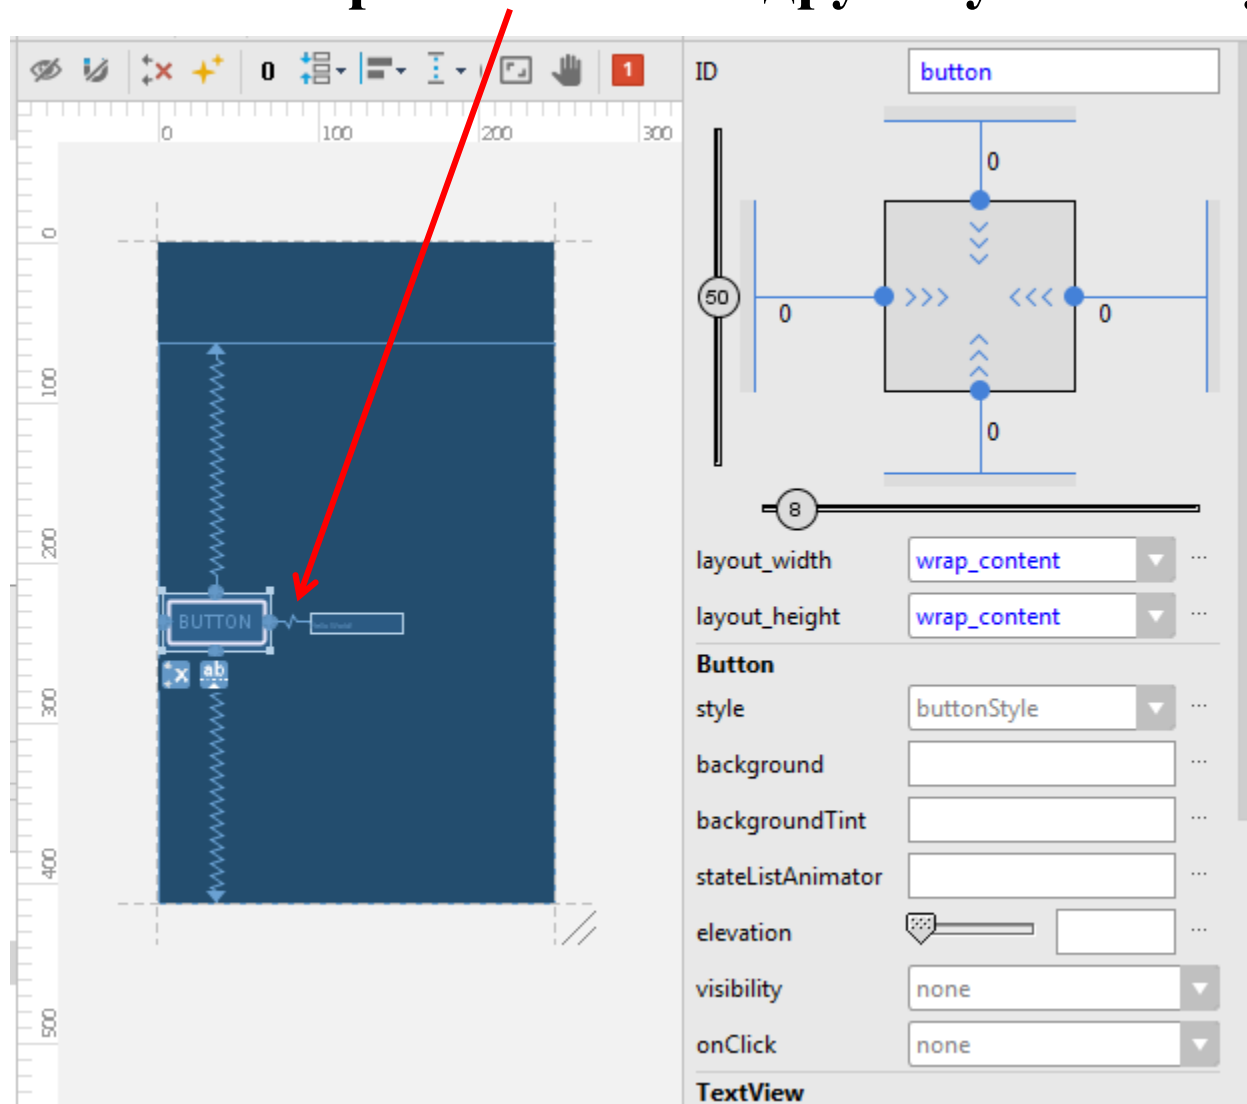 0
1
0
100
200
300
0
100
200
300
400
500
BUTTON
ab
ID
button
0
50
0
0
0
8
layout_width
wrap_content
...
layout_height
wrap_content
...
Button
style
buttonStyle
...
background
...
backgroundTint
...
stateListAnimator
...
elevation
...
visibility
none
onClick
none
TextView